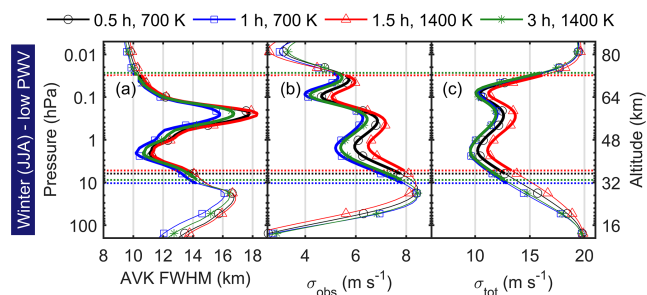 0.5 h, 700 K 1 h, 700 K 1.5 h, 1400 K 3 h, 1400 K
Winter (JJA) - low PWV
Pressure (hPa)
0.01
0.1
1
10
100
(a)
(b)
(c)
80
64
48
32
16
Altitude (km)
8 10 12 14 16 18
AVK FWHM (km)
4 6 8
σobs (m s-1)
10 15 20
σtot (m s-1)